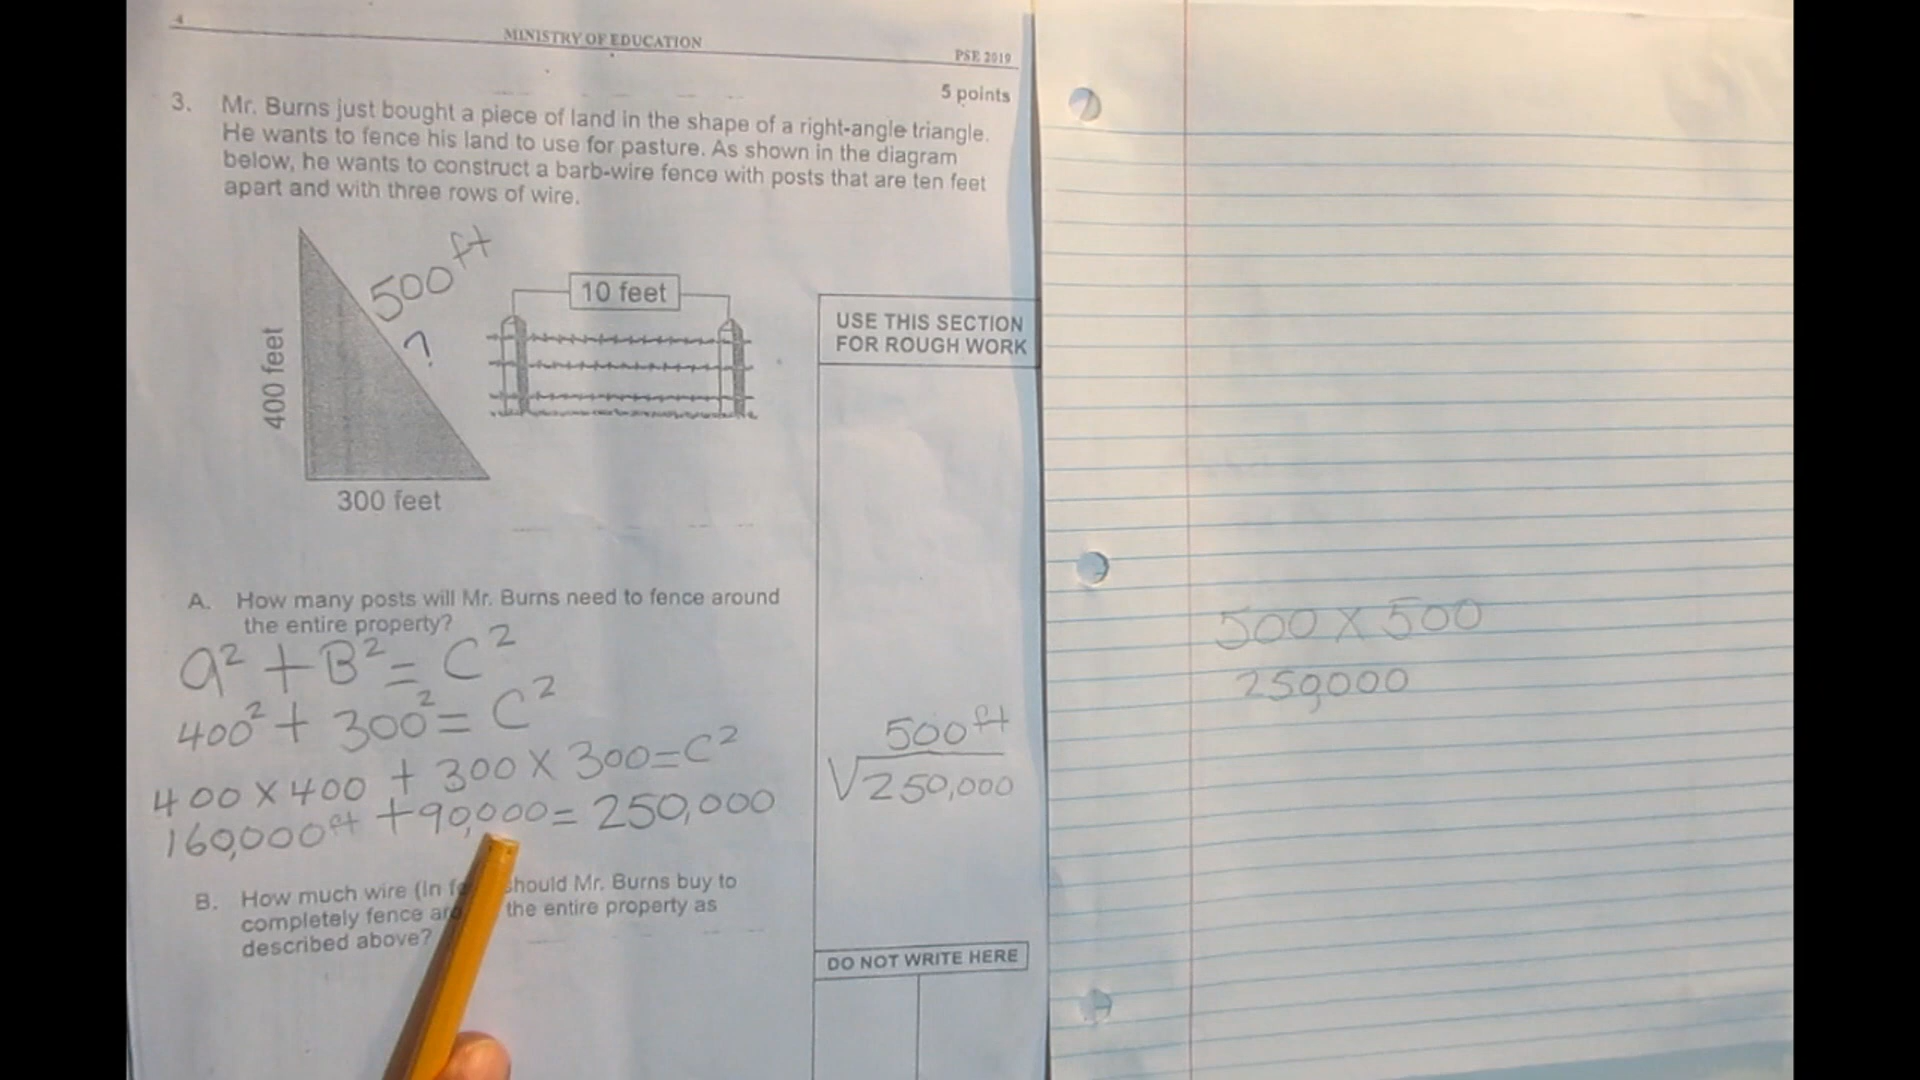 4
MINISTRY OF EDUCATION
PSE 2019
5 points
3. Mr. Burns just bought a piece of land in the shape of a right-angle triangle.
He wants to fence his land to use for pasture. As shown in the diagram
below, he wants to construct a barb-wire fence with posts that are ten feet
apart and with three rows of wire.
500 ft
?
10 feet
400 feet
300 feet
USE THIS SECTION
FOR ROUGH WORK
A. How many posts will Mr. Burns need to fence around
the entire property?
a² + B² = C²
400² + 300² = C²
400 X 400 + 300 X 300 = C²
160,000 ft + 90,000 = 250,000
500 ft
√250,000
500 X 500
250,000
B. How much wire (in should Mr. Burns buy to
completely fence the entire property as
described above?
DO NOT WRITE HERE